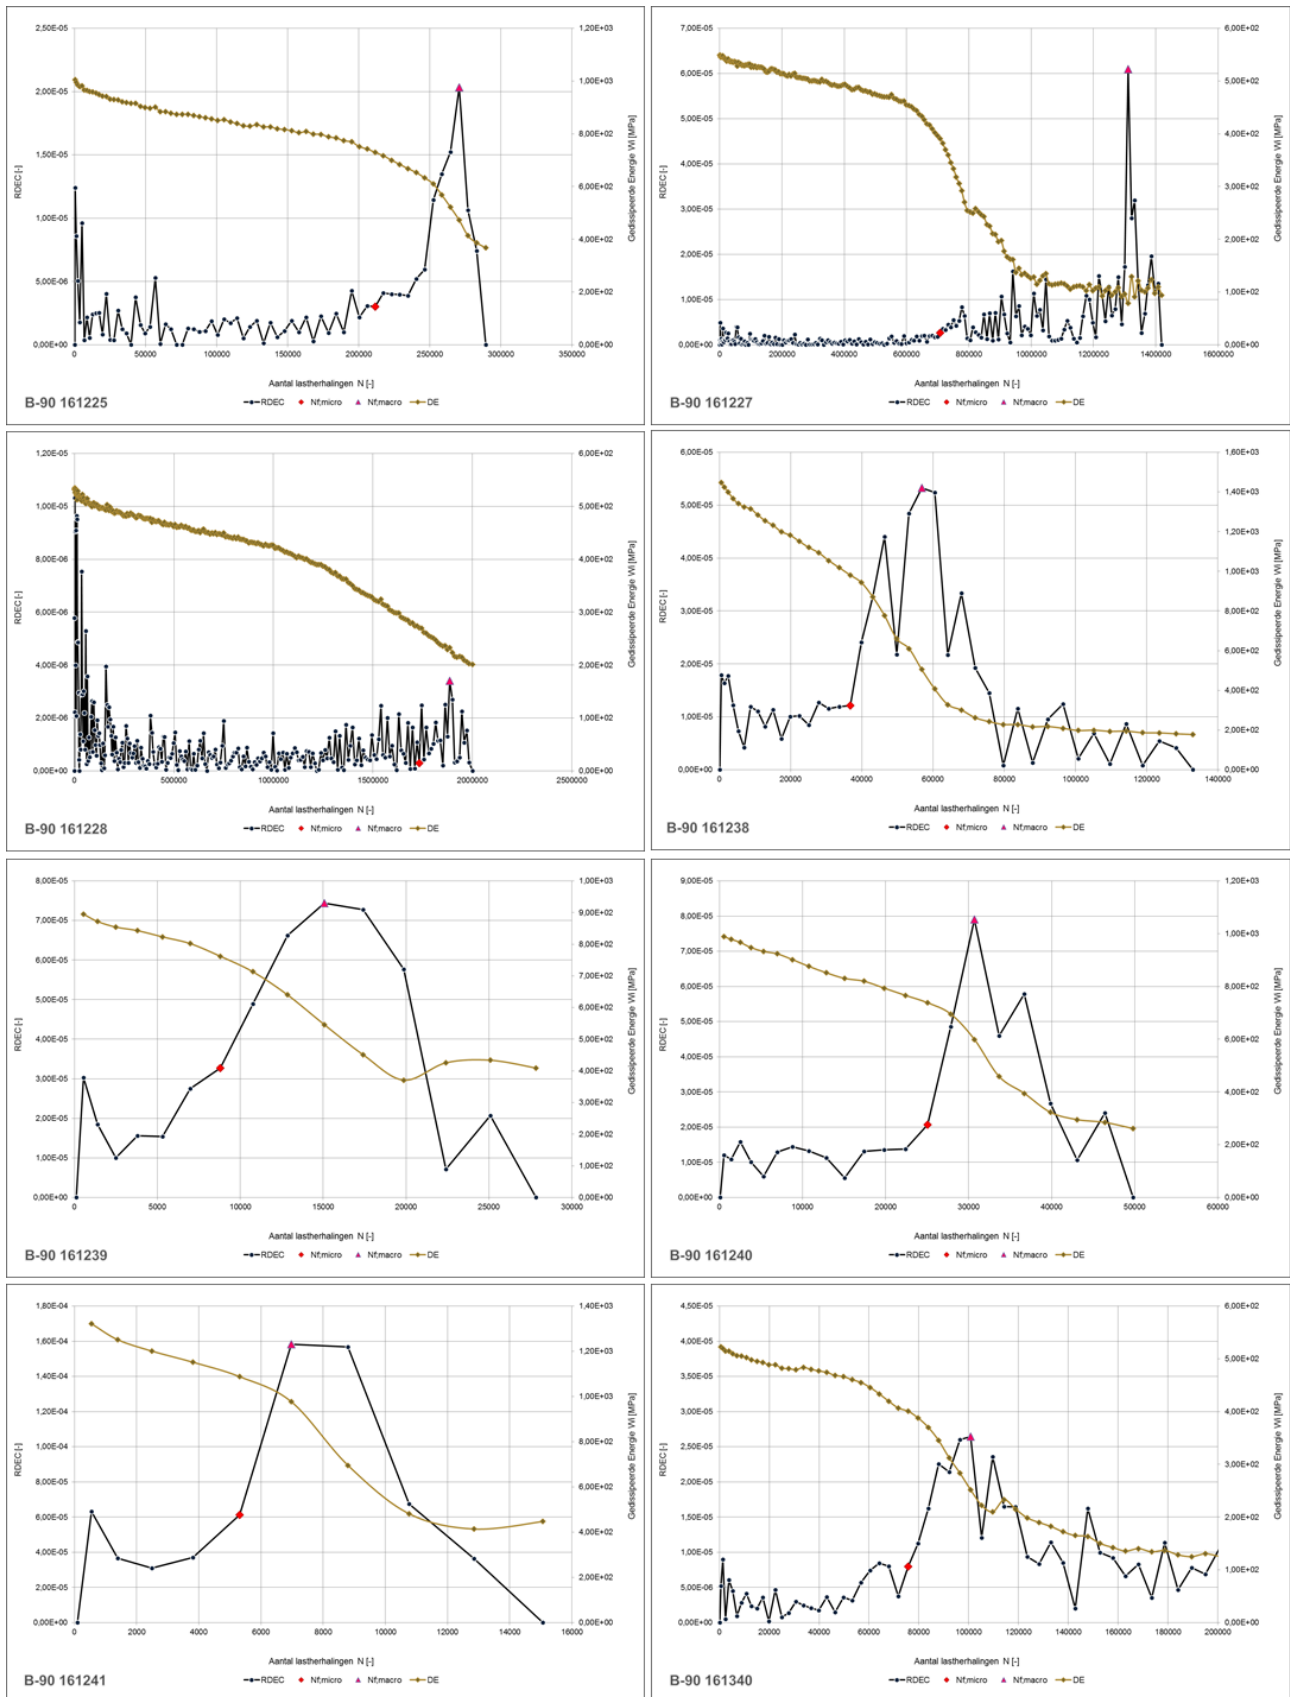 2,50E-05
2,00E-05
1,50E-05
1,00E-05
5,00E-06
0,00E+00
RDEC [-]
1,20E+03
1,00E+03
8,00E+02
6,00E+02
4,00E+02
2,00E+02
0,00E+00
Gedissipeerde Energie Wi [MPa]
0 50000 100000 150000 200000 250000 300000 350000
Aantal lastherhalingen N [-]
B-90 161225
RDEC Nf;micro Nf;macro DE
7,00E-05
6,00E-05
5,00E-05
4,00E-05
3,00E-05
2,00E-05
1,00E-05
0,00E+00
RDEC [-]
6,00E+02
5,00E+02
4,00E+02
3,00E+02
2,00E+02
1,00E+02
0,00E+00
Gedissipeerde Energie Wi [MPa]
0 200000 400000 600000 800000 1000000 1200000 1400000 1600000
Aantal lastherhalingen N [-]
B-90 161227
RDEC Nf;micro Nf;macro DE
1,20E-05
1,00E-05
8,00E-06
6,00E-06
4,00E-06
2,00E-06
0,00E+00
RDEC [-]
6,00E+02
5,00E+02
4,00E+02
3,00E+02
2,00E+02
1,00E+02
0,00E+00
Gedissipeerde Energie Wi [MPa]
0 500000 1000000 1500000 2000000 2500000
Aantal lastherhalingen N [-]
B-90 161228
RDEC Nf;micro Nf;macro DE
6,00E-05
5,00E-05
4,00E-05
3,00E-05
2,00E-05
1,00E-05
0,00E+00
RDEC [-]
1,60E+03
1,40E+03
1,20E+03
1,00E+03
8,00E+02
6,00E+02
4,00E+02
2,00E+02
0,00E+00
Gedissipeerde Energie Wi [MPa]
0 20000 40000 60000 80000 100000 120000 140000
Aantal lastherhalingen N [-]
B-90 161238
RDEC Nf;micro Nf;macro DE
8,00E-05
7,00E-05
6,00E-05
5,00E-05
4,00E-05
3,00E-05
2,00E-05
1,00E-05
0,00E+00
RDEC [-]
1,00E+03
9,00E+02
8,00E+02
7,00E+02
6,00E+02
5,00E+02
4,00E+02
3,00E+02
2,00E+02
1,00E+02
0,00E+00
Gedissipeerde Energie Wi [MPa]
0 5000 10000 15000 20000 25000 30000
Aantal lastherhalingen N [-]
B-90 161239
RDEC Nf;micro Nf;macro DE
9,00E-05
8,00E-05
7,00E-05
6,00E-05
5,00E-05
4,00E-05
3,00E-05
2,00E-05
1,00E-05
0,00E+00
RDEC [-]
1,20E+03
1,00E+03
8,00E+02
6,00E+02
4,00E+02
2,00E+02
0,00E+00
Gedissipeerde Energie Wi [MPa]
0 10000 20000 30000 40000 50000 60000
Aantal lastherhalingen N [-]
B-90 161240
RDEC Nf;micro Nf;macro DE
1,80E-04
1,60E-04
1,40E-04
1,20E-04
1,00E-04
8,00E-05
6,00E-05
4,00E-05
2,00E-05
0,00E+00
RDEC [-]
1,40E+03
1,20E+03
1,00E+03
8,00E+02
6,00E+02
4,00E+02
2,00E+02
0,00E+00
Gedissipeerde Energie Wi [MPa]
0 2000 4000 6000 8000 10000 12000 14000 16000
Aantal lastherhalingen N [-]
B-90 161241
RDEC Nf;micro Nf;macro DE
4,50E-05
4,00E-05
3,50E-05
3,00E-05
2,50E-05
2,00E-05
1,50E-05
1,00E-05
5,00E-06
0,00E+00
RDEC [-]
6,00E+02
5,00E+02
4,00E+02
3,00E+02
2,00E+02
1,00E+02
0,00E+00
Gedissipeerde Energie Wi [MPa]
0 20000 40000 60000 80000 100000 120000 140000 160000 180000 200000
Aantal lastherhalingen N [-]
B-90 161340
RDEC Nf;micro Nf;macro DE